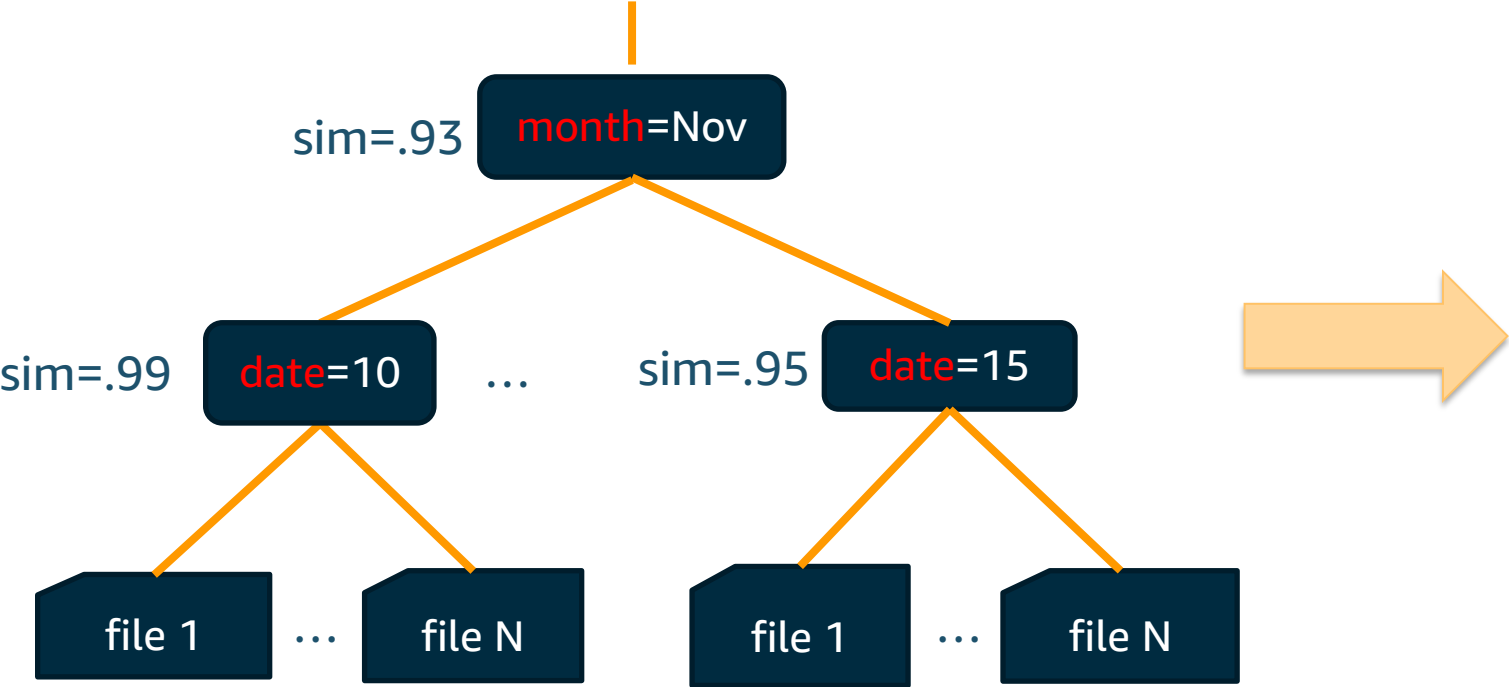 sim=.93
month=Nov
sim=.99
date=10
...
sim=.95
date=15
file 1
...
file N
file 1
...
file N